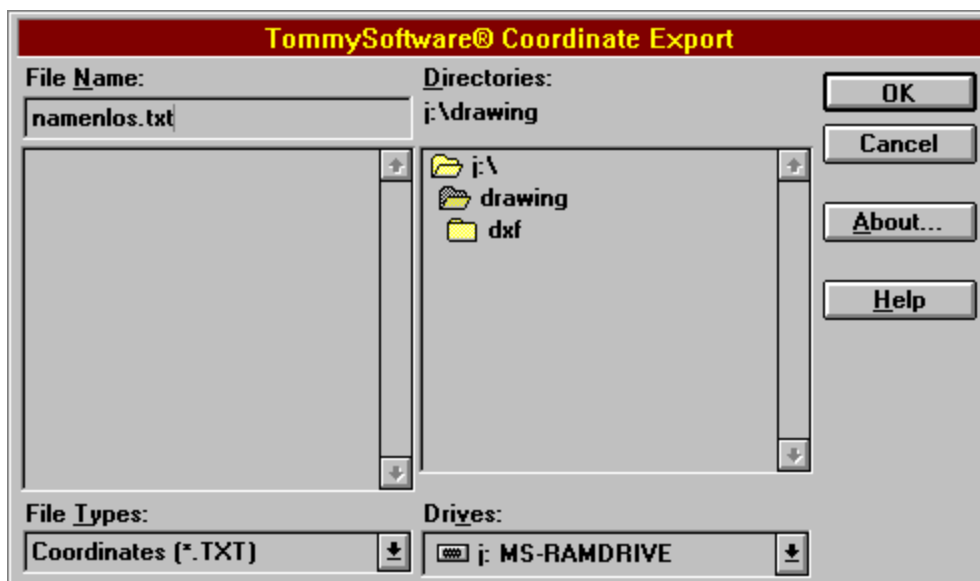 TommySoftware® Coordinate Export
File Name:
namenlos.txt
Directories:
j:\drawing
j:\
drawing
dxf
OK
Cancel
About...
Help
File Types:
Coordinates (*.TXT)
Drives:
j: MS-RAMDRIVE